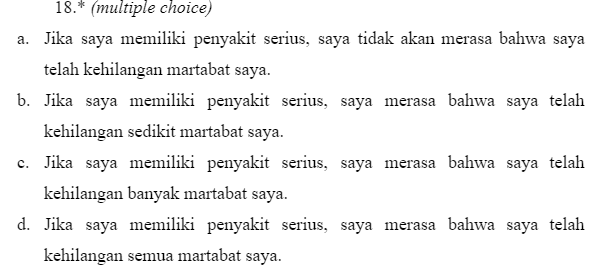 18.* (multiple choice)
a. Jika saya memiliki penyakit serius, saya tidak akan merasa bahwa saya
telah kehilangan martabat saya.
b. Jika saya memiliki penyakit serius, saya merasa bahwa saya telah
kehilangan sedikit martabat saya.
c. Jika saya memiliki penyakit serius, saya merasa bahwa saya telah
kehilangan banyak martabat saya.
d. Jika saya memiliki penyakit serius, saya merasa bahwa saya telah
kehilangan semua martabat saya.